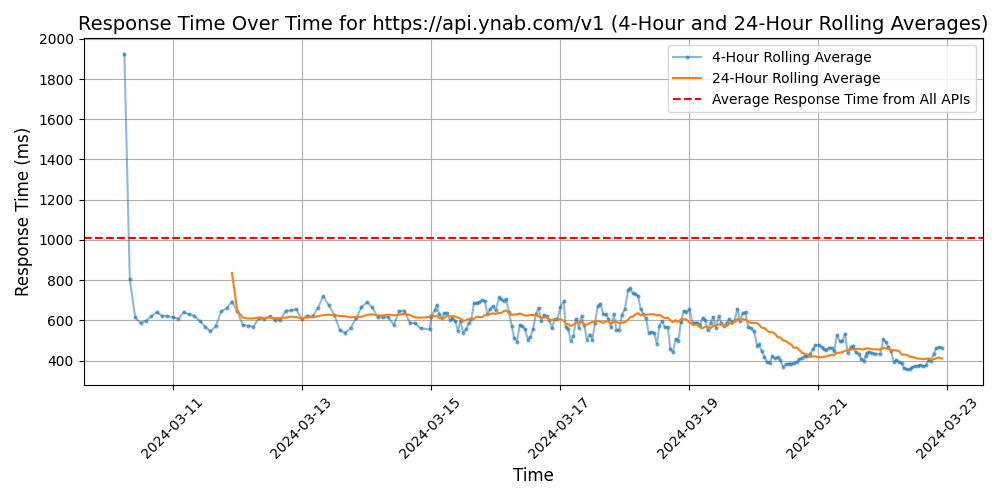 Response Time Over Time for https://api.ynab.com/v1 (4-Hour and 24-Hour Rolling Averages)
2000
1800
1600
1400
1200
1000
800
600
400
Response Time (ms)
4-Hour Rolling Average
24-Hour Rolling Average
Average Response Time from All APIs
2024-03-11
2024-03-13
2024-03-15
2024-03-17
2024-03-19
2024-03-21
2024-03-23
Time